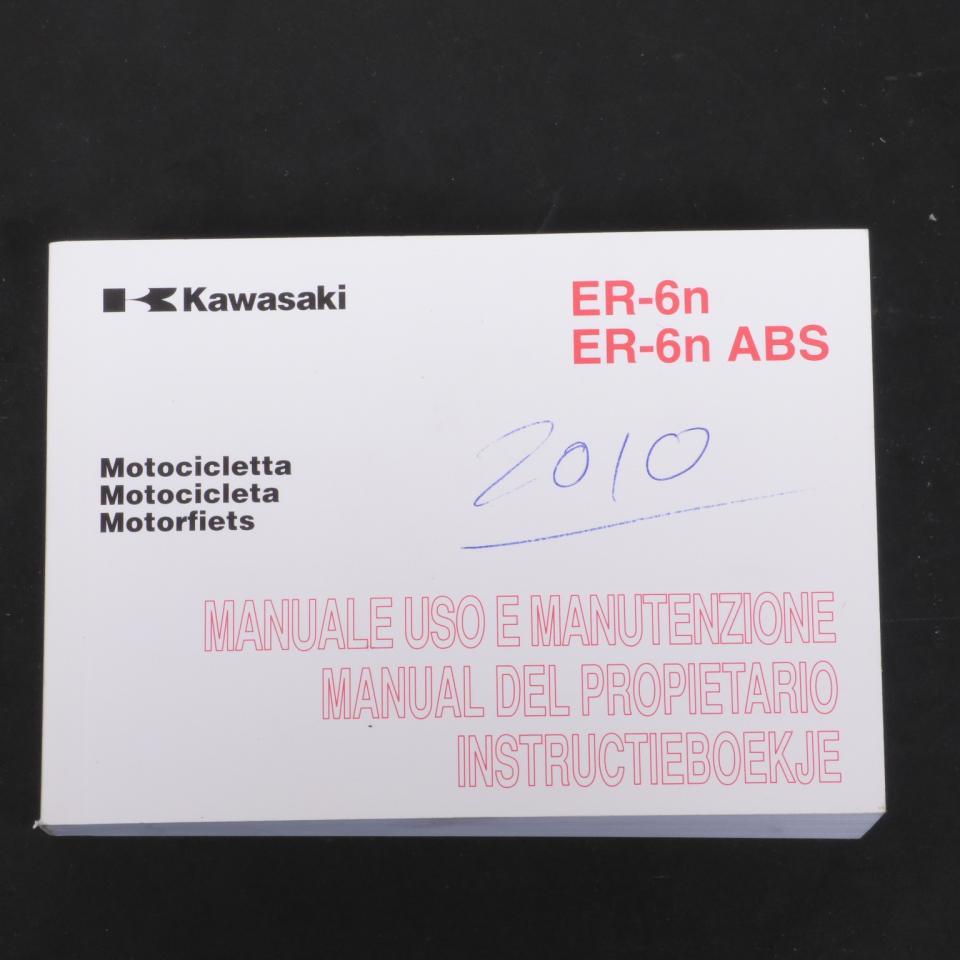 Kawasaki
ER-6n
ER-6n ABS
Motocicletta
Motocicleta
Motorfiets
2010
MANUALE USO E MANUTENZIONE
MANUAL DEL PROPIETARIO
INSTRUCTIEBOEKJE